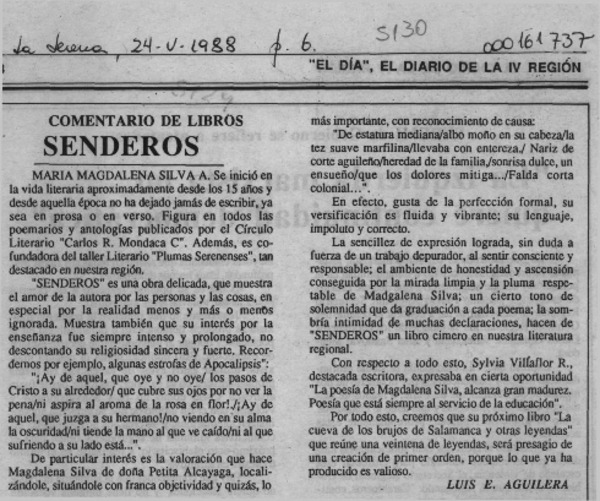 La Serena, 24-V-1988 p. 6. 5130 000161737
"EL DÍA", EL DIARIO DE LA IV REGIÓN
COMENTARIO DE LIBROS
SENDEROS
MARIA MAGDALENA SILVA A. Se inició en
la vida literaria aproximadamente desde los 15 años y
desde aquella época no ha dejado jamás de escribir, ya
sea en prosa o en verso. Figura en todos las
poemarios y antologías publicados por el Círculo
Literario "Carlos R. Mondaca C". Además, es co-
fundadora del taller Literario "Plumas Serenenses", tan
destacado en nuestra región.
"SENDEROS" es una obra delicada, que muestra
el amor de la autora por las personas y las cosas, en
especial por la realidad menos y más o menos
ignorada. Muestra también que su interés por la
enseñanza fue siempre intenso y prolongado, no
descontando su religiosidad sincera y fuerte. Recor-
demos por ejemplo, algunas estrofas de Apocalipsis":
"¡Ay de aquel, que oye y no oye/ los pasos de
Cristo a su alrededor/ que cubre sus ojos por no ver la
pena/ni aspira al aroma de la rosa en flor!./¡Ay de
aquel, que juzga a su hermano!/no viendo en su alma
la oscuridad/ni tiende la mano al que ve caído/ni al que
sufriendo a su lado está...".
De particular interes es la valoración que hace
Magdalena Silva de doña Petita Alcayaga, locali-
zándole, situándole con franca objetividad y quizás, lo
más importante, con reconocimiento de causa:
"De estatura mediana/albo moño en su cabeza/la
tez suave marfilina/llevaba con entereza,/ Nariz de
corte aguileño/heredad de la familia,/sonrisa dulce, un
ensueño/que los dolores mitiga.../Falda corta
colonial...".
En efecto, gusta de la perfección formal, su
versificación es fluida y vibrante; su lenguaje,
impoluto y correcto.
La sencillez de expresión lograda, sin duda a
fuerza de un trabajo depurador, al sentir consciente y
responsable; el ambiente de honestidad y ascensión
conseguida por la mirada limpia y la pluma respe-
table de Madgalena Silva; un cierto tono de
solemnidad que da graduación a cada poema; la som-
bría intimidad de muchas declaraciones, hacen de
"SENDEROS" un libro cimero en nuestra literatura
regional.
Con respecto a todo esto, Sylvia Villaflor R.,
destacada escritora, expresaba en cierta oportunidad
"La poesía de Magdalena Silva, alcanza gran madurez.
Poesía que está siempre al servicio de la educación".
Por todo esto, creemos que su próximo libro "La
cueva de los brujos de Salamanca y otras leyendas"
que reúne una veintena de leyendas, será presagio de
una creación de primer orden, porque lo que ya ha
producido es valioso.
LUIS E. AGUILERA